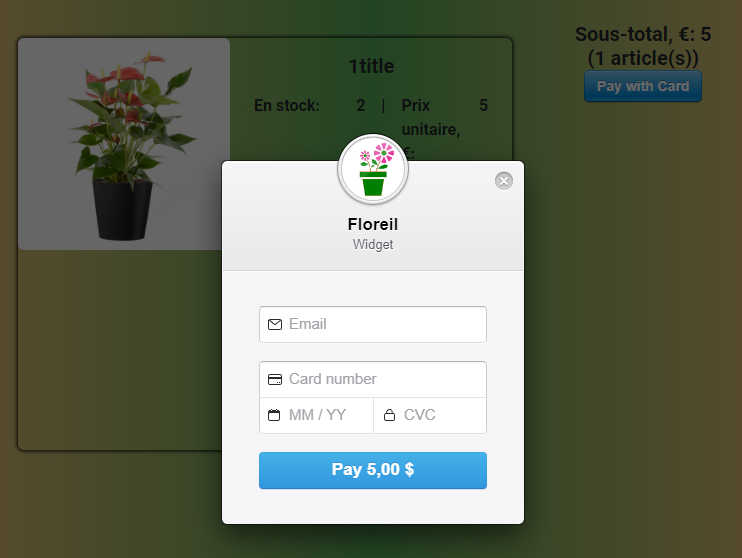 Sous-total, €: 5
(1 article(s))
Pay with Card
1title
En stock: 2 | Prix unitaire, €: 5
Floreil
Widget
Email
Card number
MM / YY
CVC
Pay 5,00 $